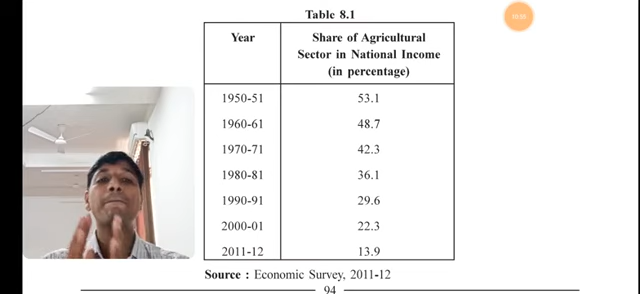 Table 8.1
Year Share of Agricultural
Sector in National Income
(in percentage)
1950-51 53.1
1960-61 48.7
1970-71 42.3
1980-81 36.1
1990-91 29.6
2000-01 22.3
2011-12 13.9
Source : Economic Survey, 2011-12
94